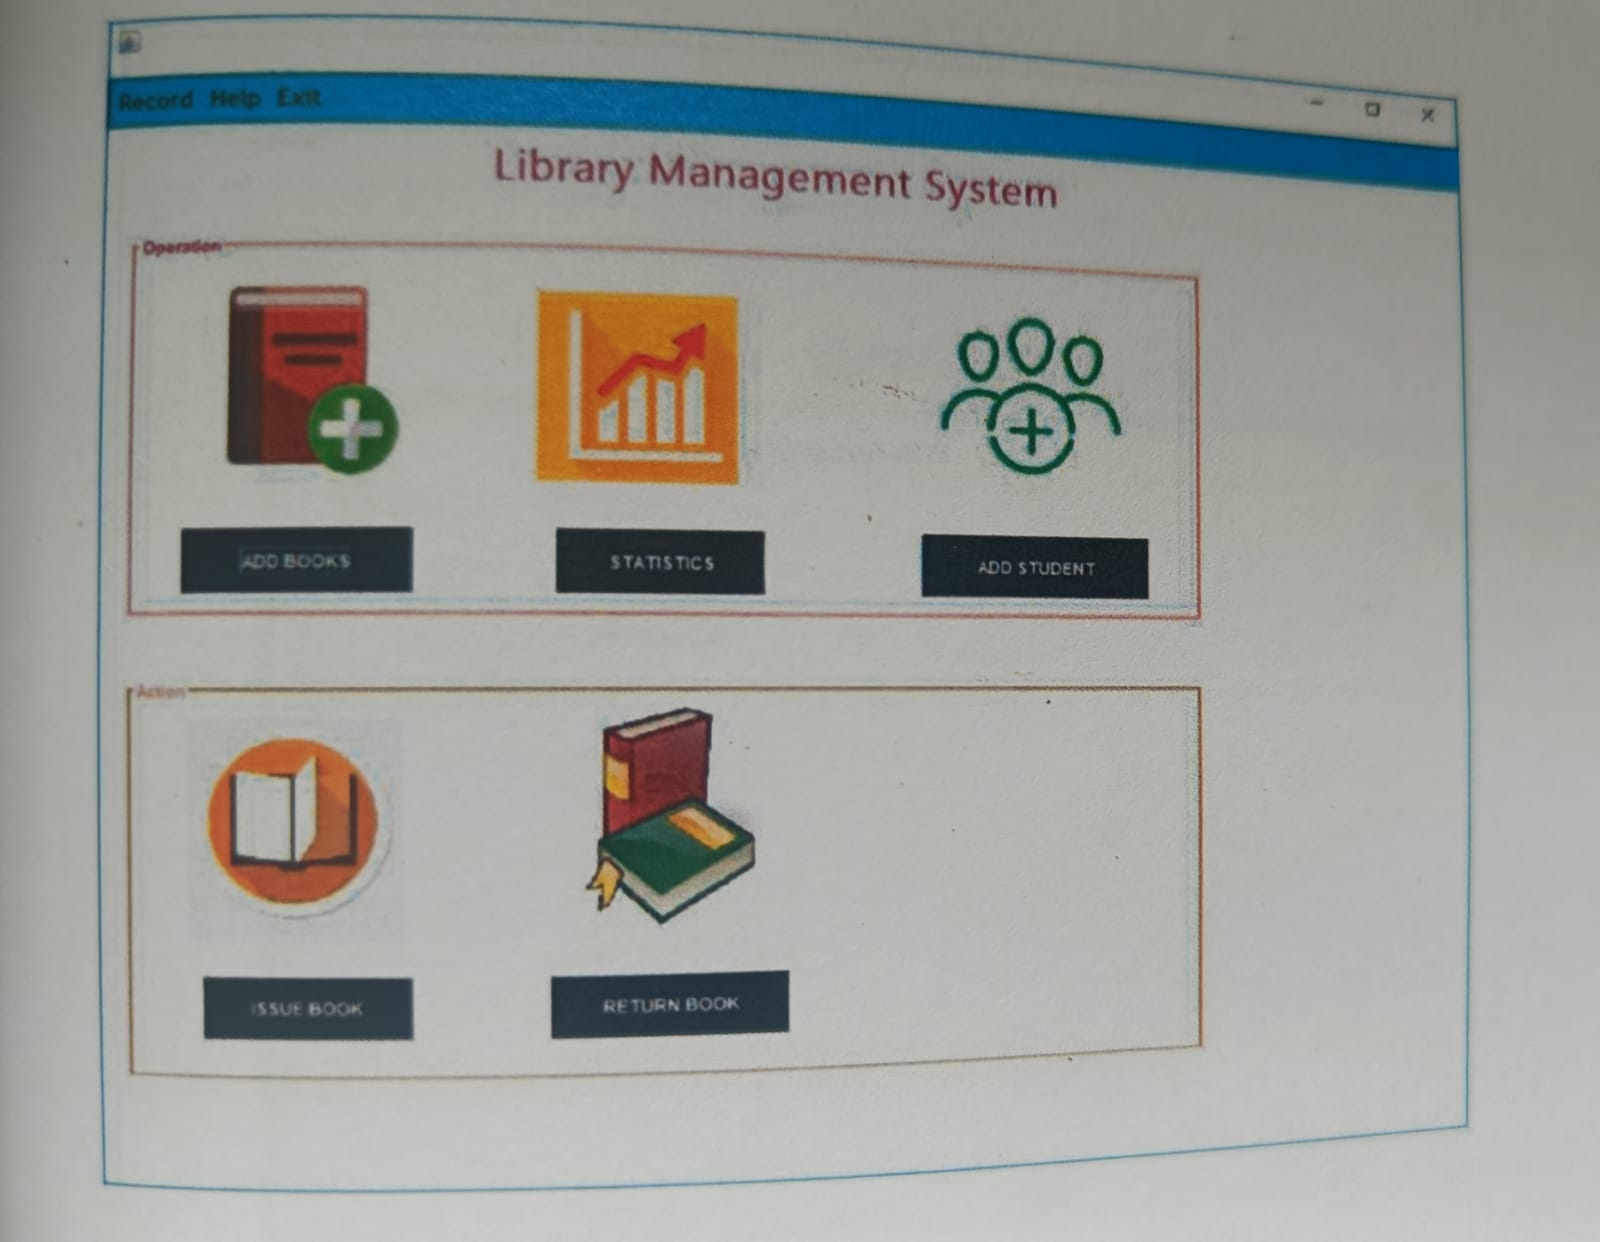 Record Help Exit
Library Management System
Operation
ADD BOOKS
STATISTICS
ADD STUDENT
Action
ISSUE BOOK
RETURN BOOK